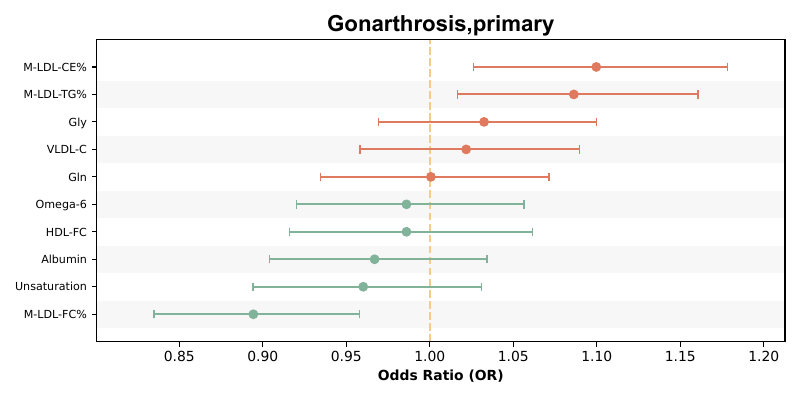 Gonarthrosis,primary
M-LDL-CE%
M-LDL-TG%
Gly
VLDL-C
Gln
Omega-6
HDL-FC
Albumin
Unsaturation
M-LDL-FC%
0.85 0.90 0.95 1.00 1.05 1.10 1.15 1.20
Odds Ratio (OR)